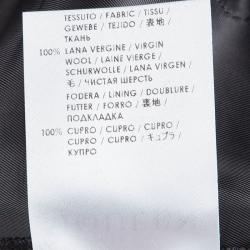 TESSUTO / FABRIC / TISSU /
GEWEBE / TEJIDO / 表地 /
ТКАНЬ
100% LANA VERGINE / VIRGIN
WOOL / LAINE VIERGE /
SCHURWOLLE / LANA VIRGEN /
毛 / ЧИСТАЯ ШЕРСТЬ
FODERA / LINING / DOUBLURE /
FUTTER / FORRO / 裏地 /
ПОДКЛАДКА
100% CUPRO / CUPRO / CUPRO /
CUPRO / CUPRO / キュプラ /
КУПРО